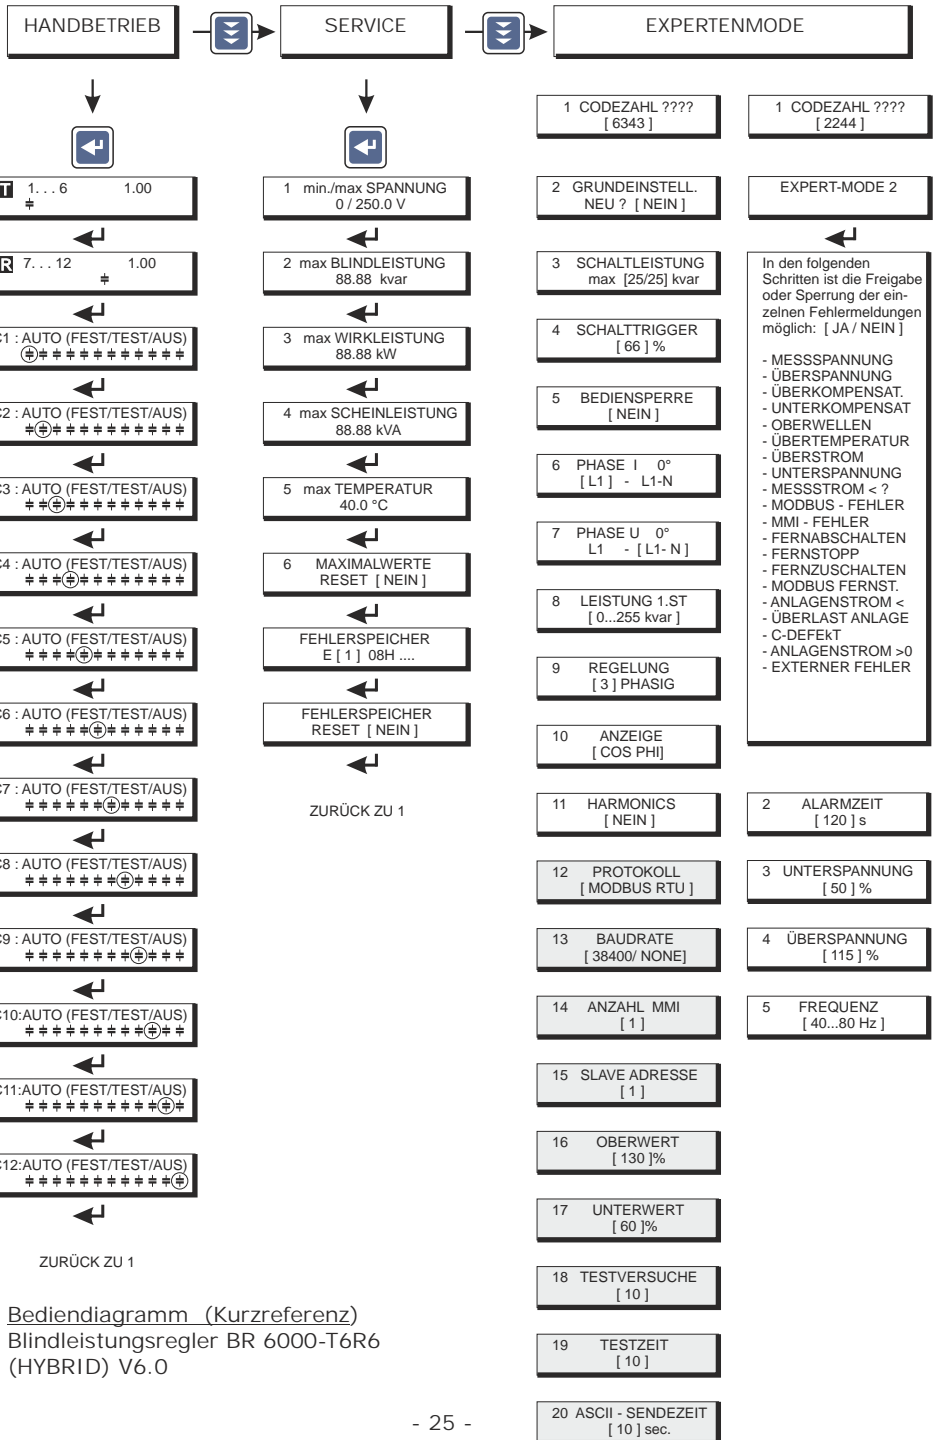 HANDBETRIEB
SERVICE
EXPERTENMODE
T 1. . . 6 1.00
R 7. . . 12 1.00
C1 : AUTO (FEST/TEST/AUS)
C2 : AUTO (FEST/TEST/AUS)
C3 : AUTO (FEST/TEST/AUS)
C4 : AUTO (FEST/TEST/AUS)
C5 : AUTO (FEST/TEST/AUS)
C6 : AUTO (FEST/TEST/AUS)
C7 : AUTO (FEST/TEST/AUS)
C8 : AUTO (FEST/TEST/AUS)
C9 : AUTO (FEST/TEST/AUS)
C10:AUTO (FEST/TEST/AUS)
C11:AUTO (FEST/TEST/AUS)
C12:AUTO (FEST/TEST/AUS)
ZURÜCK ZU 1
1 min./max SPANNUNG
0 / 250.0 V
2 max BLINDLEISTUNG
88.88 kvar
3 max WIRKLEISTUNG
88.88 kW
4 max SCHEINLEISTUNG
88.88 kVA
5 max TEMPERATUR
40.0 °C
6 MAXIMALWERTE
RESET [ NEIN ]
FEHLERSPEICHER
E [ 1 ] 08H ....
FEHLERSPEICHER
RESET [ NEIN ]
ZURÜCK ZU 1
1 CODEZAHL ????
[ 6343 ]
2 GRUNDEINSTELL.
NEU ? [ NEIN ]
3 SCHALTLEISTUNG
max [25/25] kvar
4 SCHALTTRIGGER
[ 66 ] %
5 BEDIENSPERRE
[ NEIN ]
6 PHASE I 0°
[ L1 ] - L1-N
7 PHASE U 0°
L1 - [ L1- N ]
8 LEISTUNG 1.ST
[ 0...255 kvar ]
9 REGELUNG
[ 3 ] PHASIG
10 ANZEIGE
[ COS PHI]
11 HARMONICS
[ NEIN ]
12 PROTOKOLL
[ MODBUS RTU ]
13 BAUDRATE
[ 38400/ NONE]
14 ANZAHL MMI
[ 1 ]
15 SLAVE ADRESSE
[ 1 ]
16 OBERWERT
[ 130 ]%
17 UNTERWERT
[ 60 ]%
18 TESTVERSUCHE
[ 10 ]
19 TESTZEIT
[ 10 ]
20 ASCII - SENDEZEIT
[ 10 ] sec.
1 CODEZAHL ????
[ 2244 ]
EXPERT-MODE 2
In den folgenden
Schritten ist die Freigabe
oder Sperrung der ein-
zelnen Fehlermeldungen
möglich: [ JA / NEIN ]
- MESSSPANNUNG
- ÜBERSPANNUNG
- ÜBERKOMPENSAT.
- UNTERKOMPENSAT
- OBERWELLEN
- ÜBERTEMPERATUR
- ÜBERSTROM
- UNTERSPANNUNG
- MESSSTROM < ?
- MODBUS - FEHLER
- MMI - FEHLER
- FERNABSCHALTEN
- FERNSTOPP
- FERNZUSCHALTEN
- MODBUS FERNST.
- ANLAGENSTROM <
- ÜBERLAST ANLAGE
- C-DEFEkT
- ANLAGENSTROM >0
- EXTERNER FEHLER
2 ALARMZEIT
[ 120 ] s
3 UNTERSPANNUNG
[ 50 ] %
4 ÜBERSPANNUNG
[ 115 ] %
5 FREQUENZ
[ 40...80 Hz ]
Bediendiagramm (Kurzreferenz)
Blindleistungsregler BR 6000-T6R6
(HYBRID) V6.0
- 25 -